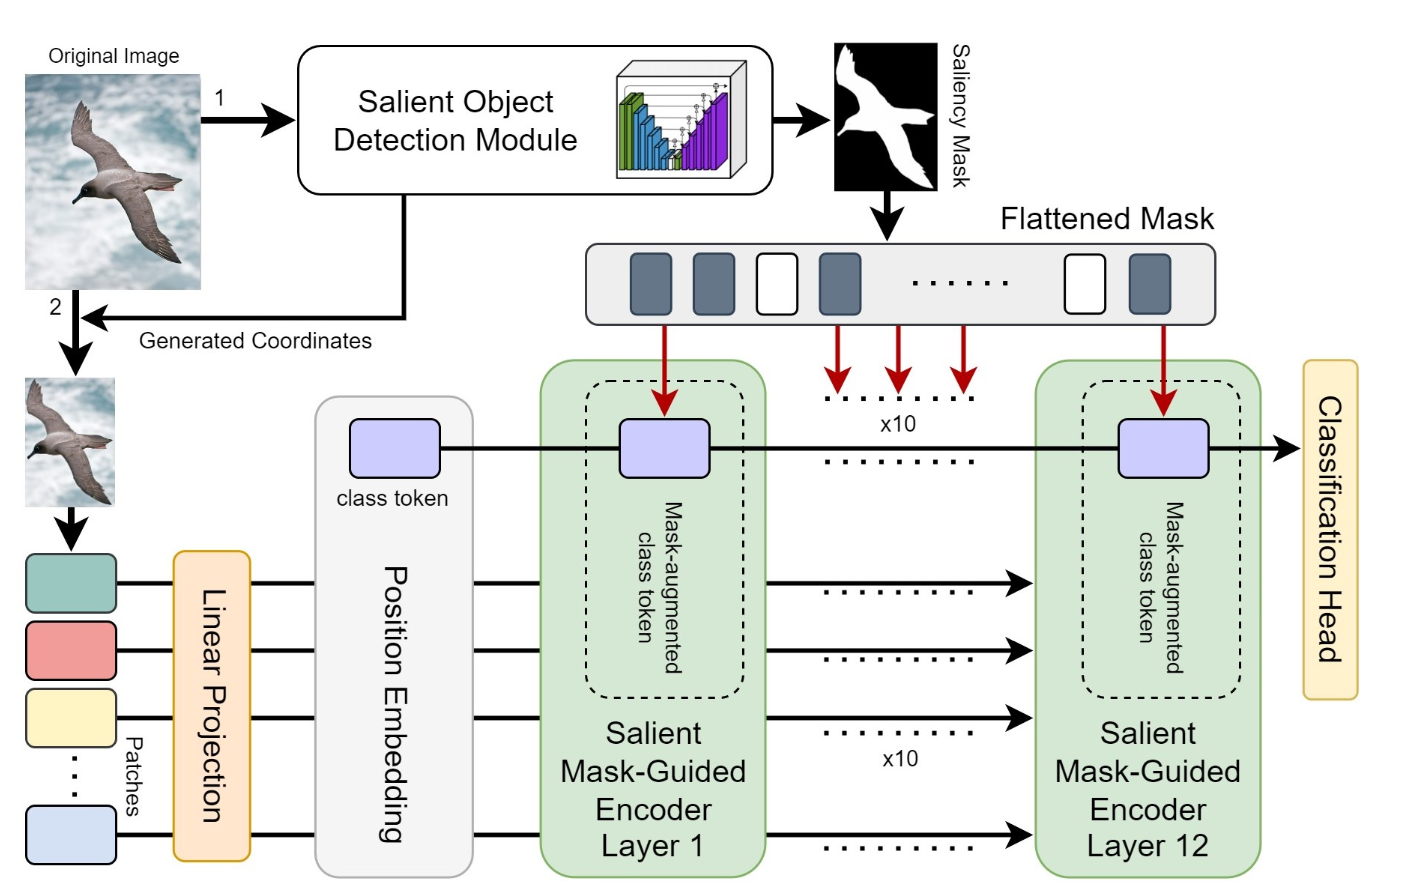 Original Image
1
Salient Object
Detection Module
Saliency Mask
Flattened Mask
2
Generated Coordinates
x10
class token
Mask-augmented
class token
Mask-augmented
class token
Classification Head
Linear Projection
Position Embedding
Patches
Salient
Mask-Guided
Encoder
Layer 1
x10
Salient
Mask-Guided
Encoder
Layer 12